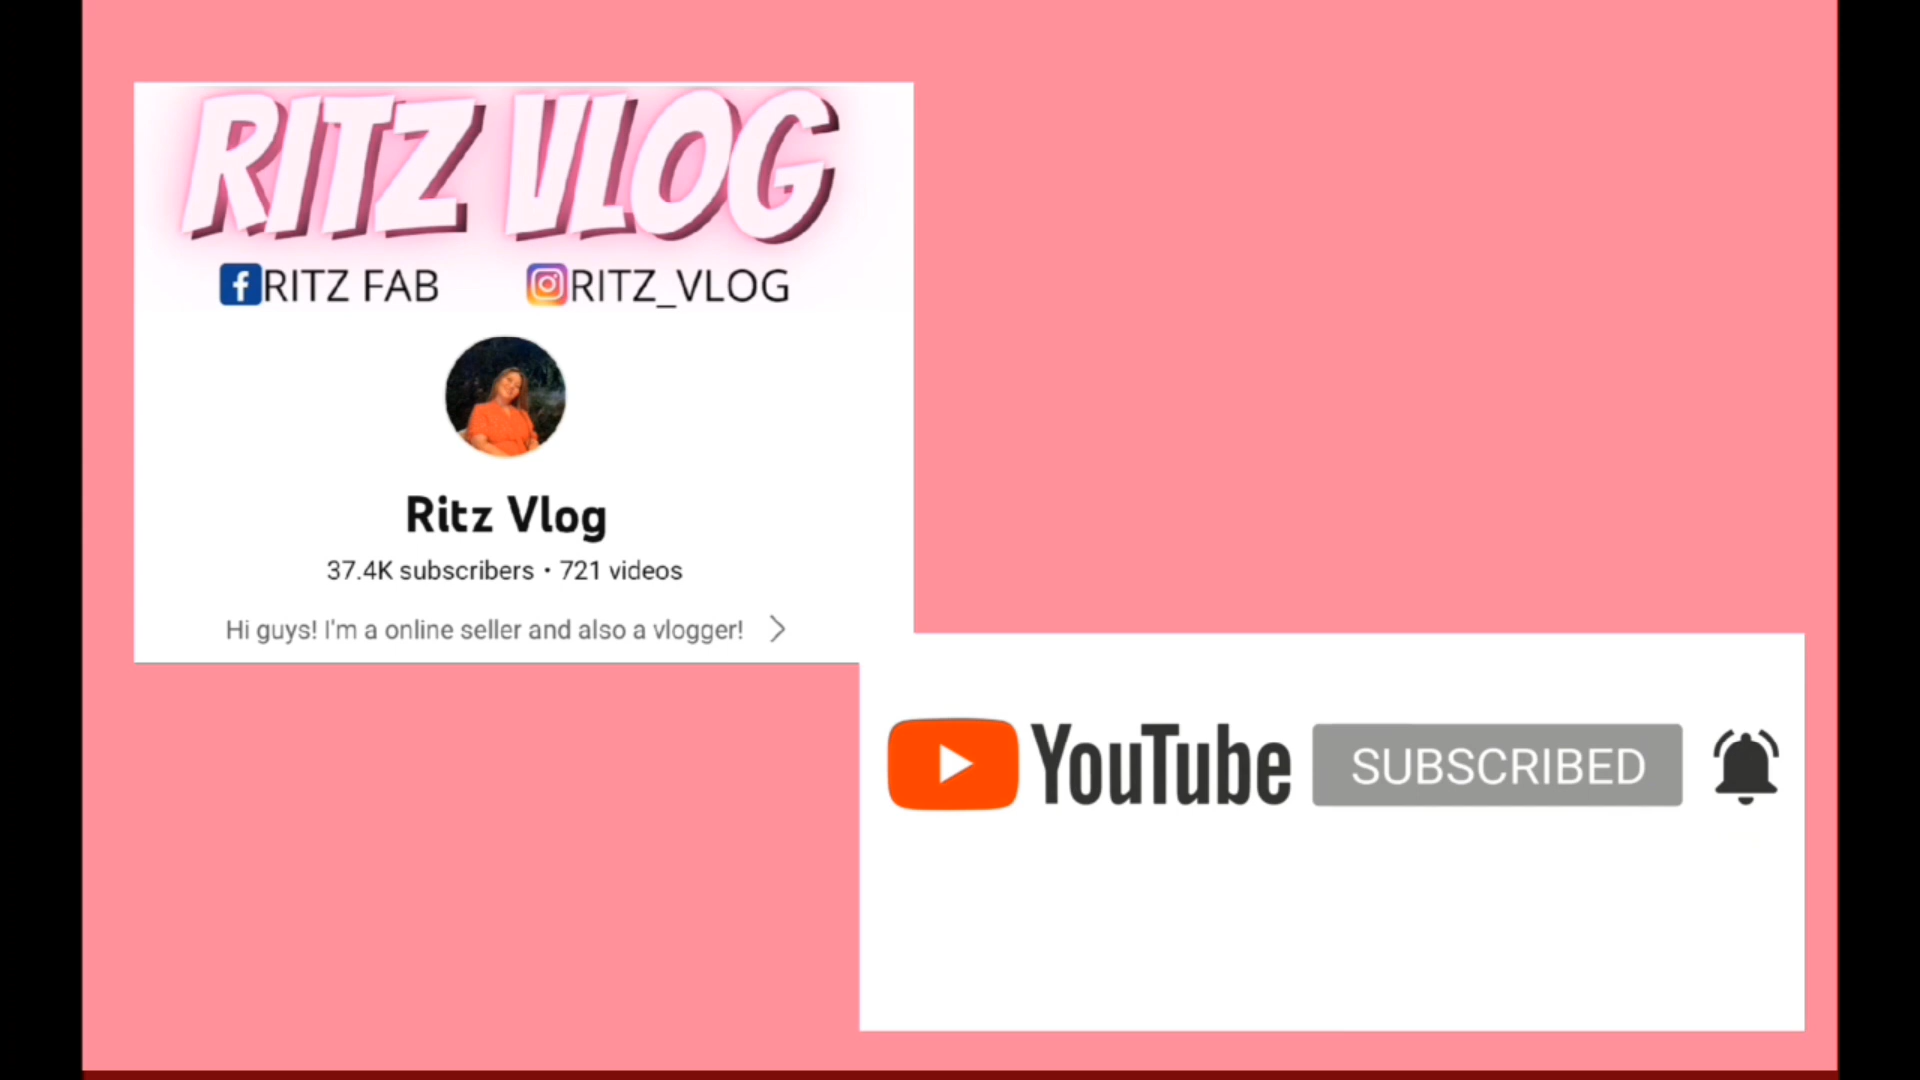 RITZ VLOG
RITZ FAB RITZ_VLOG
Ritz Vlog
37.4K subscribers • 721 videos
Hi guys! I'm a online seller and also a vlogger!
YouTube SUBSCRIBED